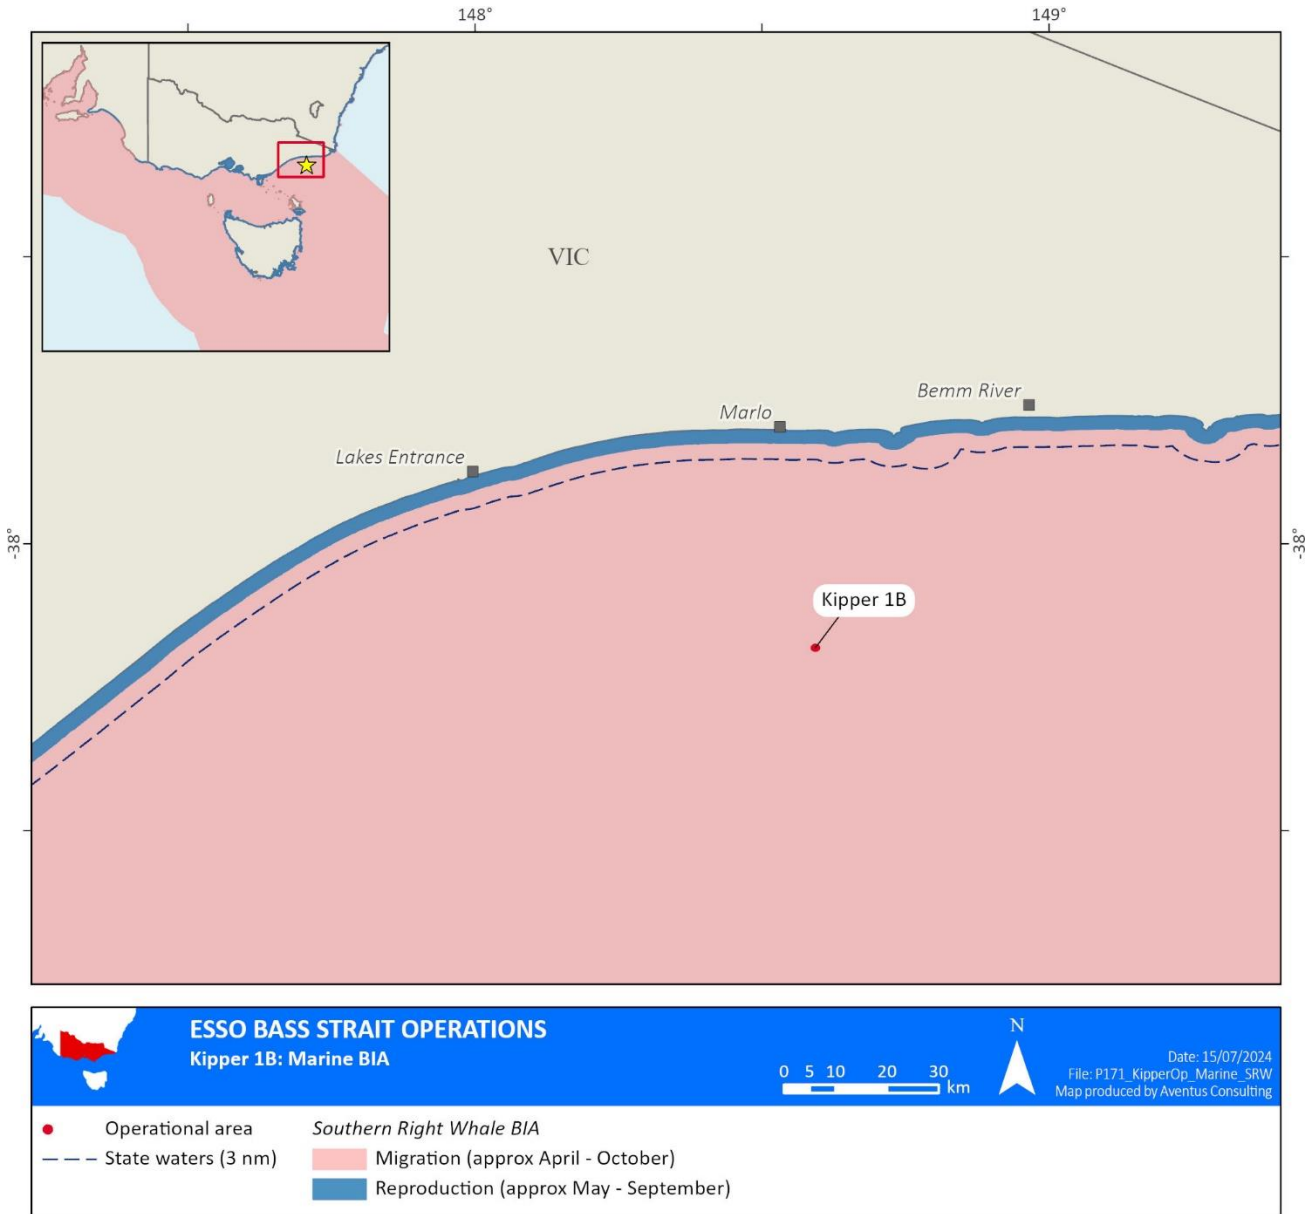 148°
149°
VIC
Bemm River
Marlo
Lakes Entrance
-38°
-38°
Kipper 1B
ESSO BASS STRAIT OPERATIONS
Kipper 1B: Marine BIA
0 5 10 20 30
km
N
Date: 15/07/2024
File: P171_KipperOp_Marine_SRW
Map produced by Aventus Consulting
Operational area
State waters (3 nm)
Southern Right Whale BIA
Migration (approx April - October)
Reproduction (approx May - September)